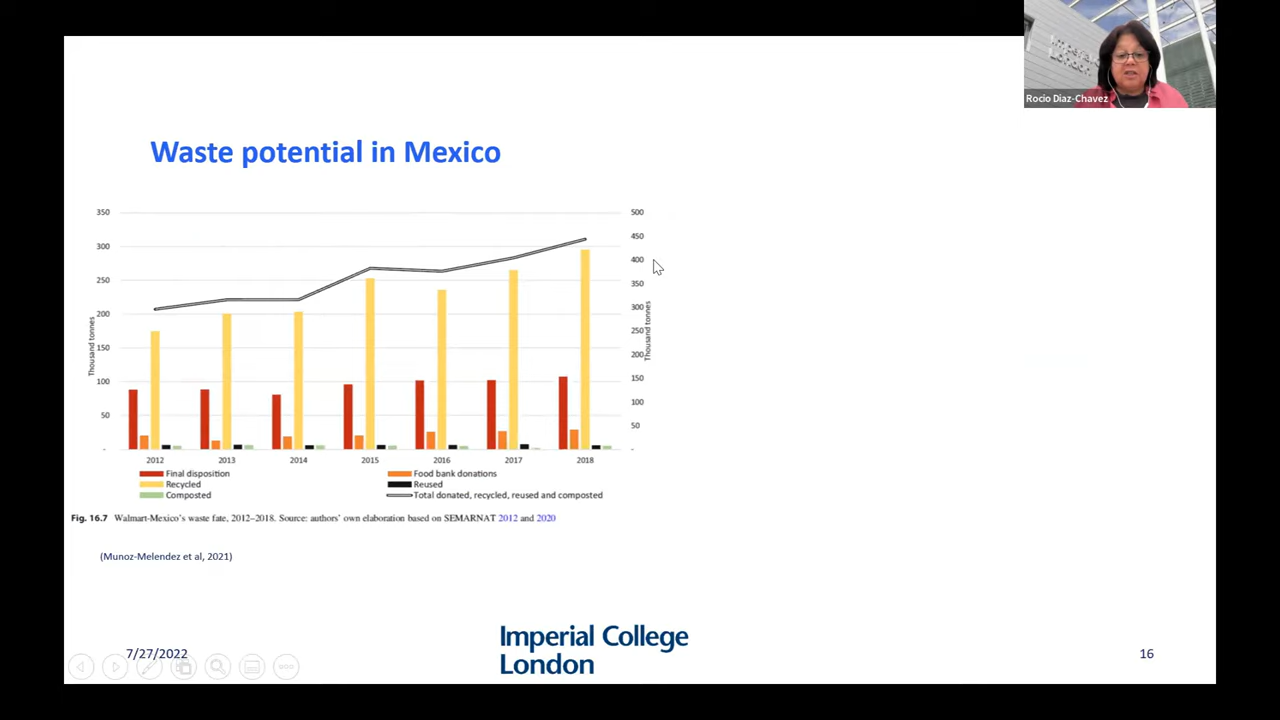 Imperial
London
Rocio Diaz-Chavez
Waste potential in Mexico
350
300
250
200
150
100
50
-
Thousand tonnes
500
450
400
350
300
250
200
150
100
50
-
Thousand tonnes
2012 2013 2014 2015 2016 2017 2018
Final disposition Food bank donations
Recycled Reused
Composted Total donated, recycled, reused and composted
Fig. 16.7 Walmart-Mexico's waste fate, 2012–2018. Source: authors' own elaboration based on SEMARNAT 2012 and 2020
(Munoz-Melendez et al, 2021)
7/27/2022
Imperial College
London
16